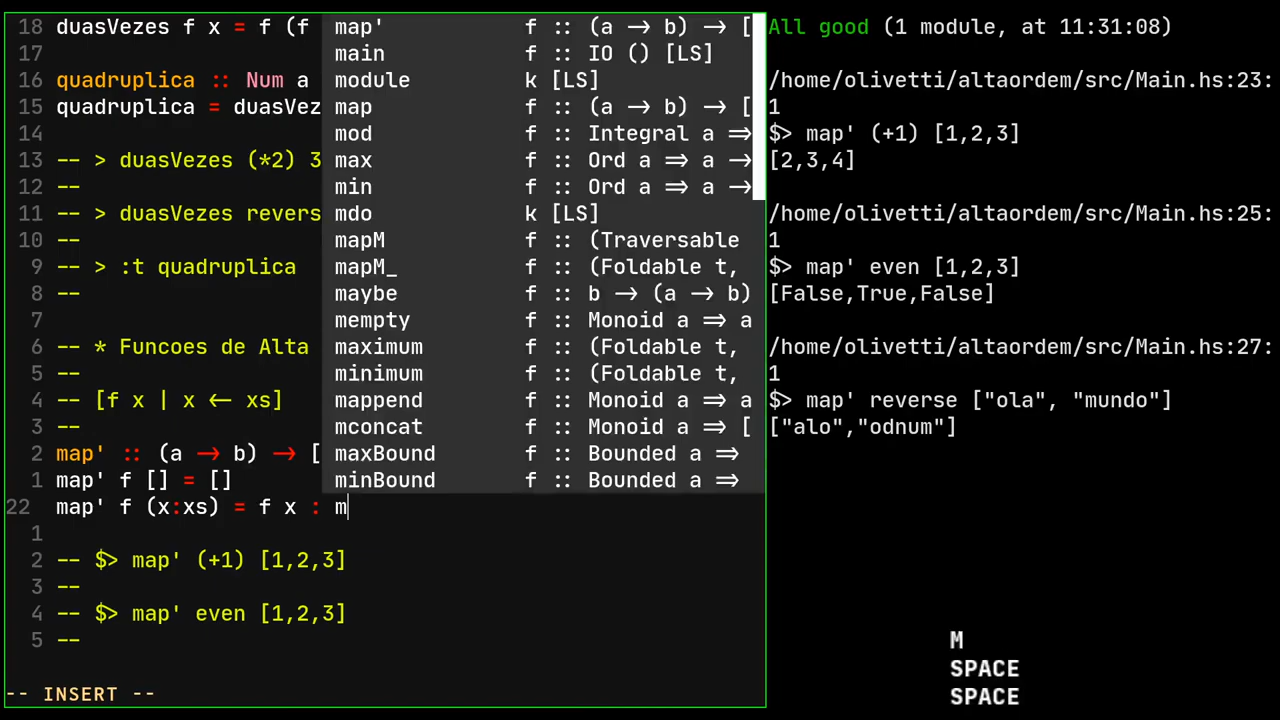 18 duasVezes f x = f (f
17
16 quadruplica :: Num a
15 quadruplica = duasVez
14
13 -- > duasVezes (*2) 3
12 --
11 -- > duasVezes revers
10 --
9 -- > :t quadruplica
8 --
7
6 -- * Funcoes de Alta
5 --
4 -- [f x | x <- xs]
3 --
2 map' :: (a -> b) -> [
1 map' f [] = []
22 map' f (x:xs) = f x : m
1
2 -- $> map' (+1) [1,2,3]
3 --
4 -- $> map' even [1,2,3]
5 --
-- INSERT --
map' f :: (a -> b) -> [
main f :: IO () [LS]
module k [LS]
map f :: (a -> b) -> [
mod f :: Integral a =>
max f :: Ord a => a ->
min f :: Ord a => a ->
mdo k [LS]
mapM f :: (Traversable
mapM_ f :: (Foldable t,
maybe f :: b -> (a -> b)
mempty f :: Monoid a => a
maximum f :: (Foldable t,
minimum f :: (Foldable t,
mappend f :: Monoid a => a
mconcat f :: Monoid a => [
maxBound f :: Bounded a =>
minBound f :: Bounded a =>
All good (1 module, at 11:31:08)
/home/olivetti/altaordem/src/Main.hs:23:
1
$> map' (+1) [1,2,3]
[2,3,4]
/home/olivetti/altaordem/src/Main.hs:25:
1
$> map' even [1,2,3]
[False,True,False]
/home/olivetti/altaordem/src/Main.hs:27:
1
$> map' reverse ["ola", "mundo"]
["alo","odnum"]
M
SPACE
SPACE